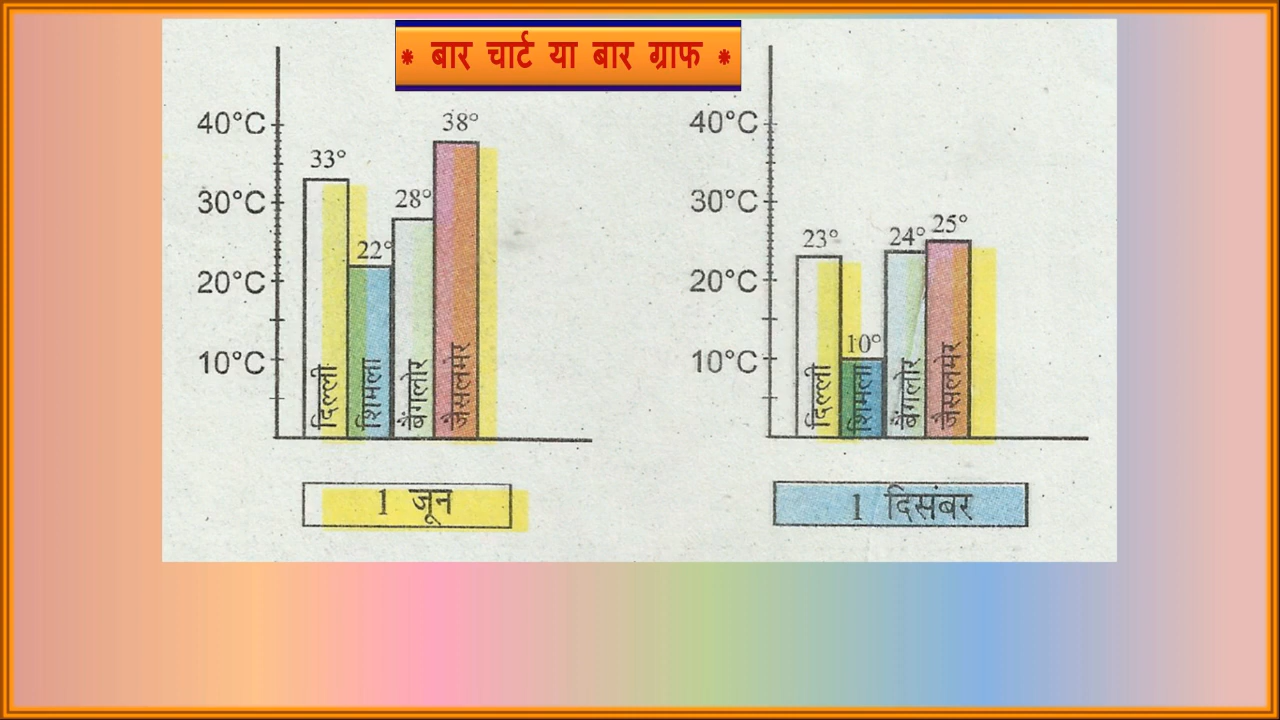 * बार चार्ट या बार ग्राफ *
40°C
30°C
20°C
10°C
33°
22°
28°
38°
दिल्ली
शिमला
बैंगलोर
जैसलमेर
1 जून
40°C
30°C
20°C
10°C
23°
10°
24°
25°
दिल्ली
शिमला
बैंगलोर
जैसलमेर
1 दिसंबर